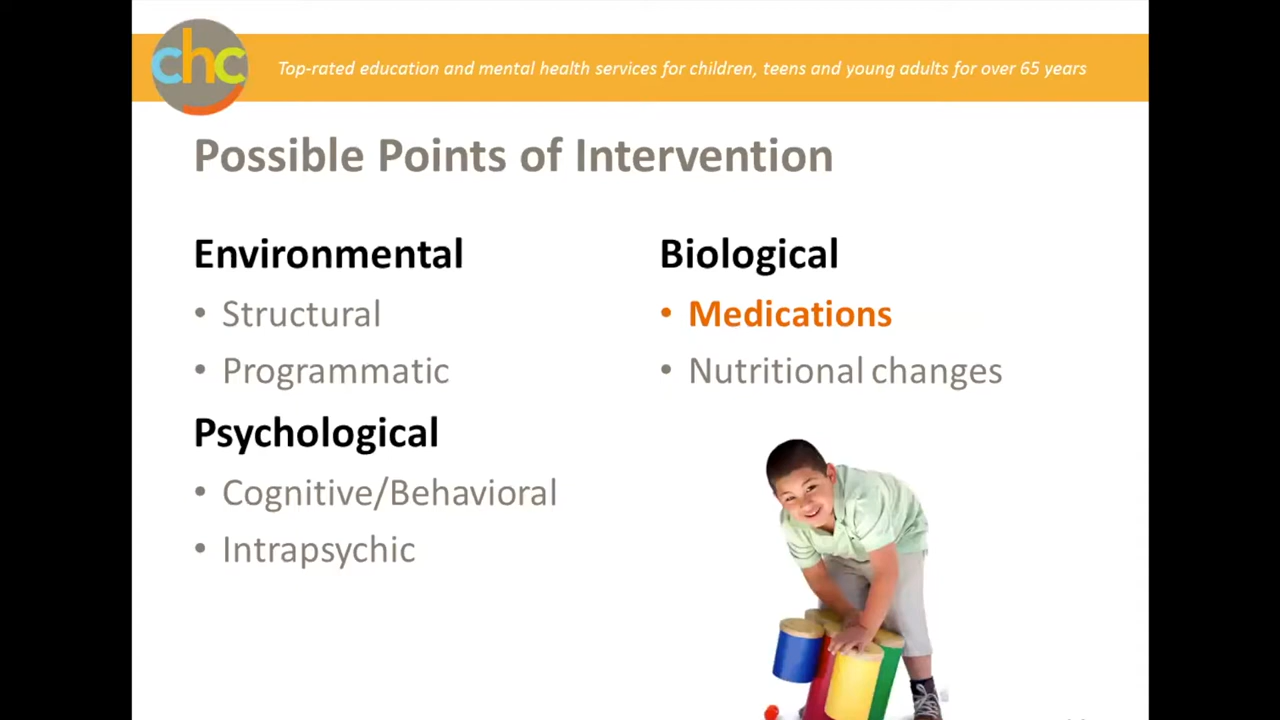 chc
Top-rated education and mental health services for children, teens and young adults for over 65 years
Possible Points of Intervention
Environmental
• Structural
• Programmatic
Psychological
• Cognitive/Behavioral
• Intrapsychic
Biological
• Medications
• Nutritional changes